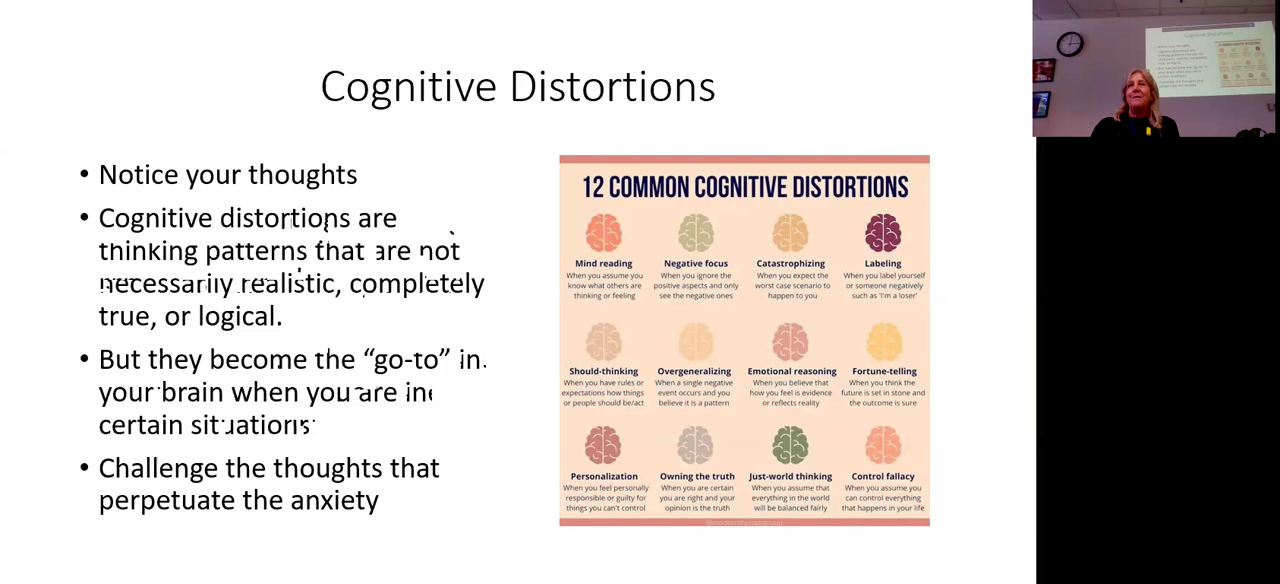 Cognitive Distortions
• Notice your thoughts
• Cognitive distortions are
thinking patterns that are not
necessarily realistic, completely
true, or logical.
• But they become the “go-to” in
your brain when you are in
certain situations
• Challenge the thoughts that
perpetuate the anxiety
12 COMMON COGNITIVE DISTORTIONS
Mind reading
When you assume you
know what others are
thinking or feeling
Negative focus
When you ignore the
positive aspects and only
see the negative ones
Catastrophizing
When you expect the
worst case scenario to
happen to you
Labeling
When you label yourself
or someone negatively
such as 'I'm a loser'
Should-thinking
When you have rules or
expectations how things
or people should be/act
Overgeneralizing
When a single negative
event occurs and you
believe it is a pattern
Emotional reasoning
When you believe that
how you feel is evidence
or reflects reality
Fortune-telling
When you think the
future is set in stone and
the outcome is sure
Personalization
When you feel personally
responsible or guilty for
things you can't control
Owning the truth
When you are certain
you are right and your
opinion is the truth
Just-world thinking
When you assume that
everything in the world
will be balanced fairly
Control fallacy
When you assume you
can control everything
that happens in your life